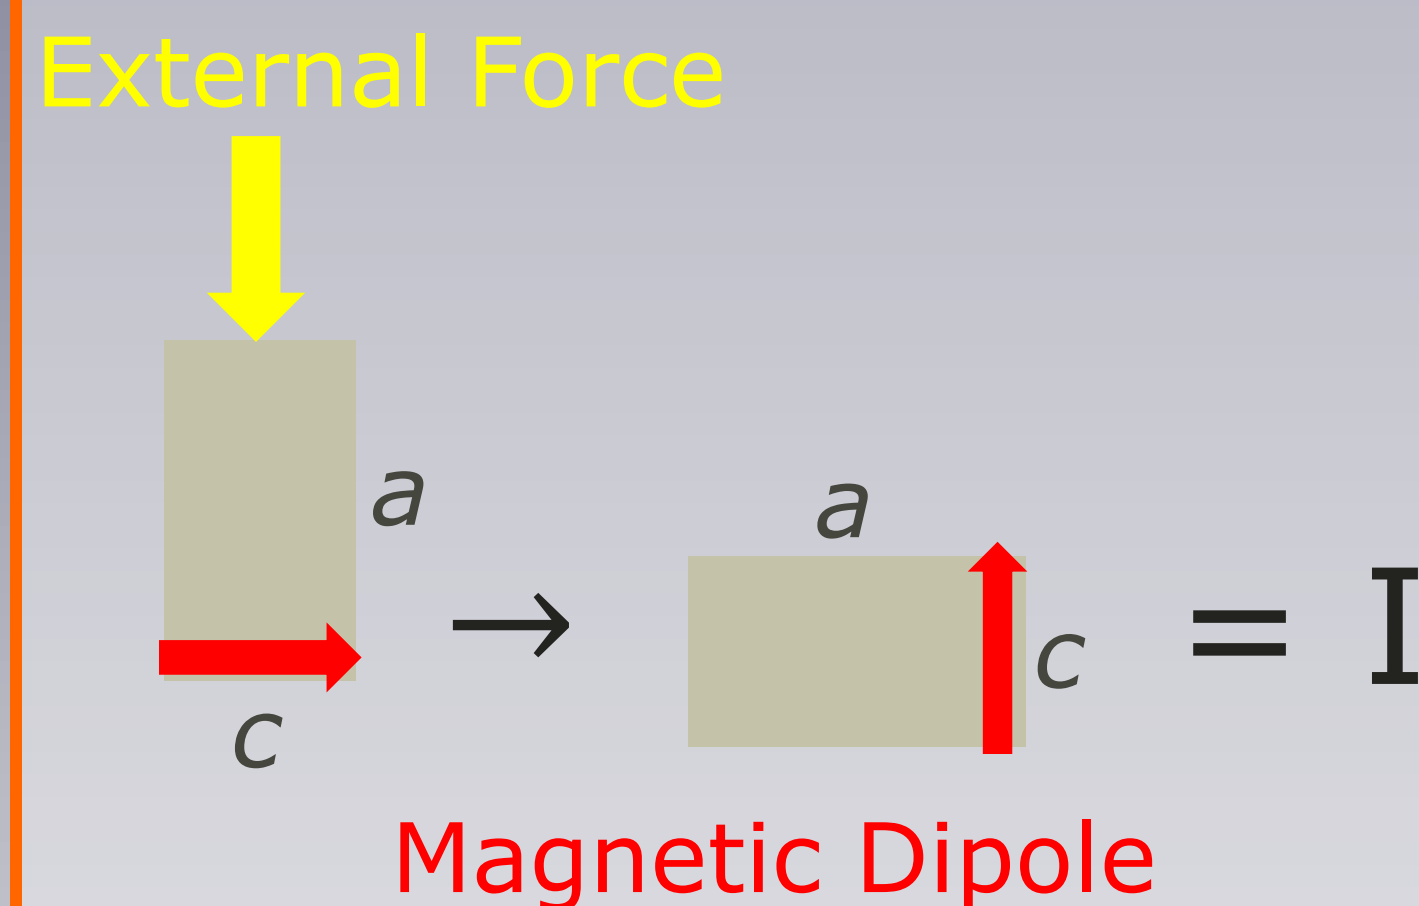 External Force
a
a
→
= I
c
c
Magnetic Dipole